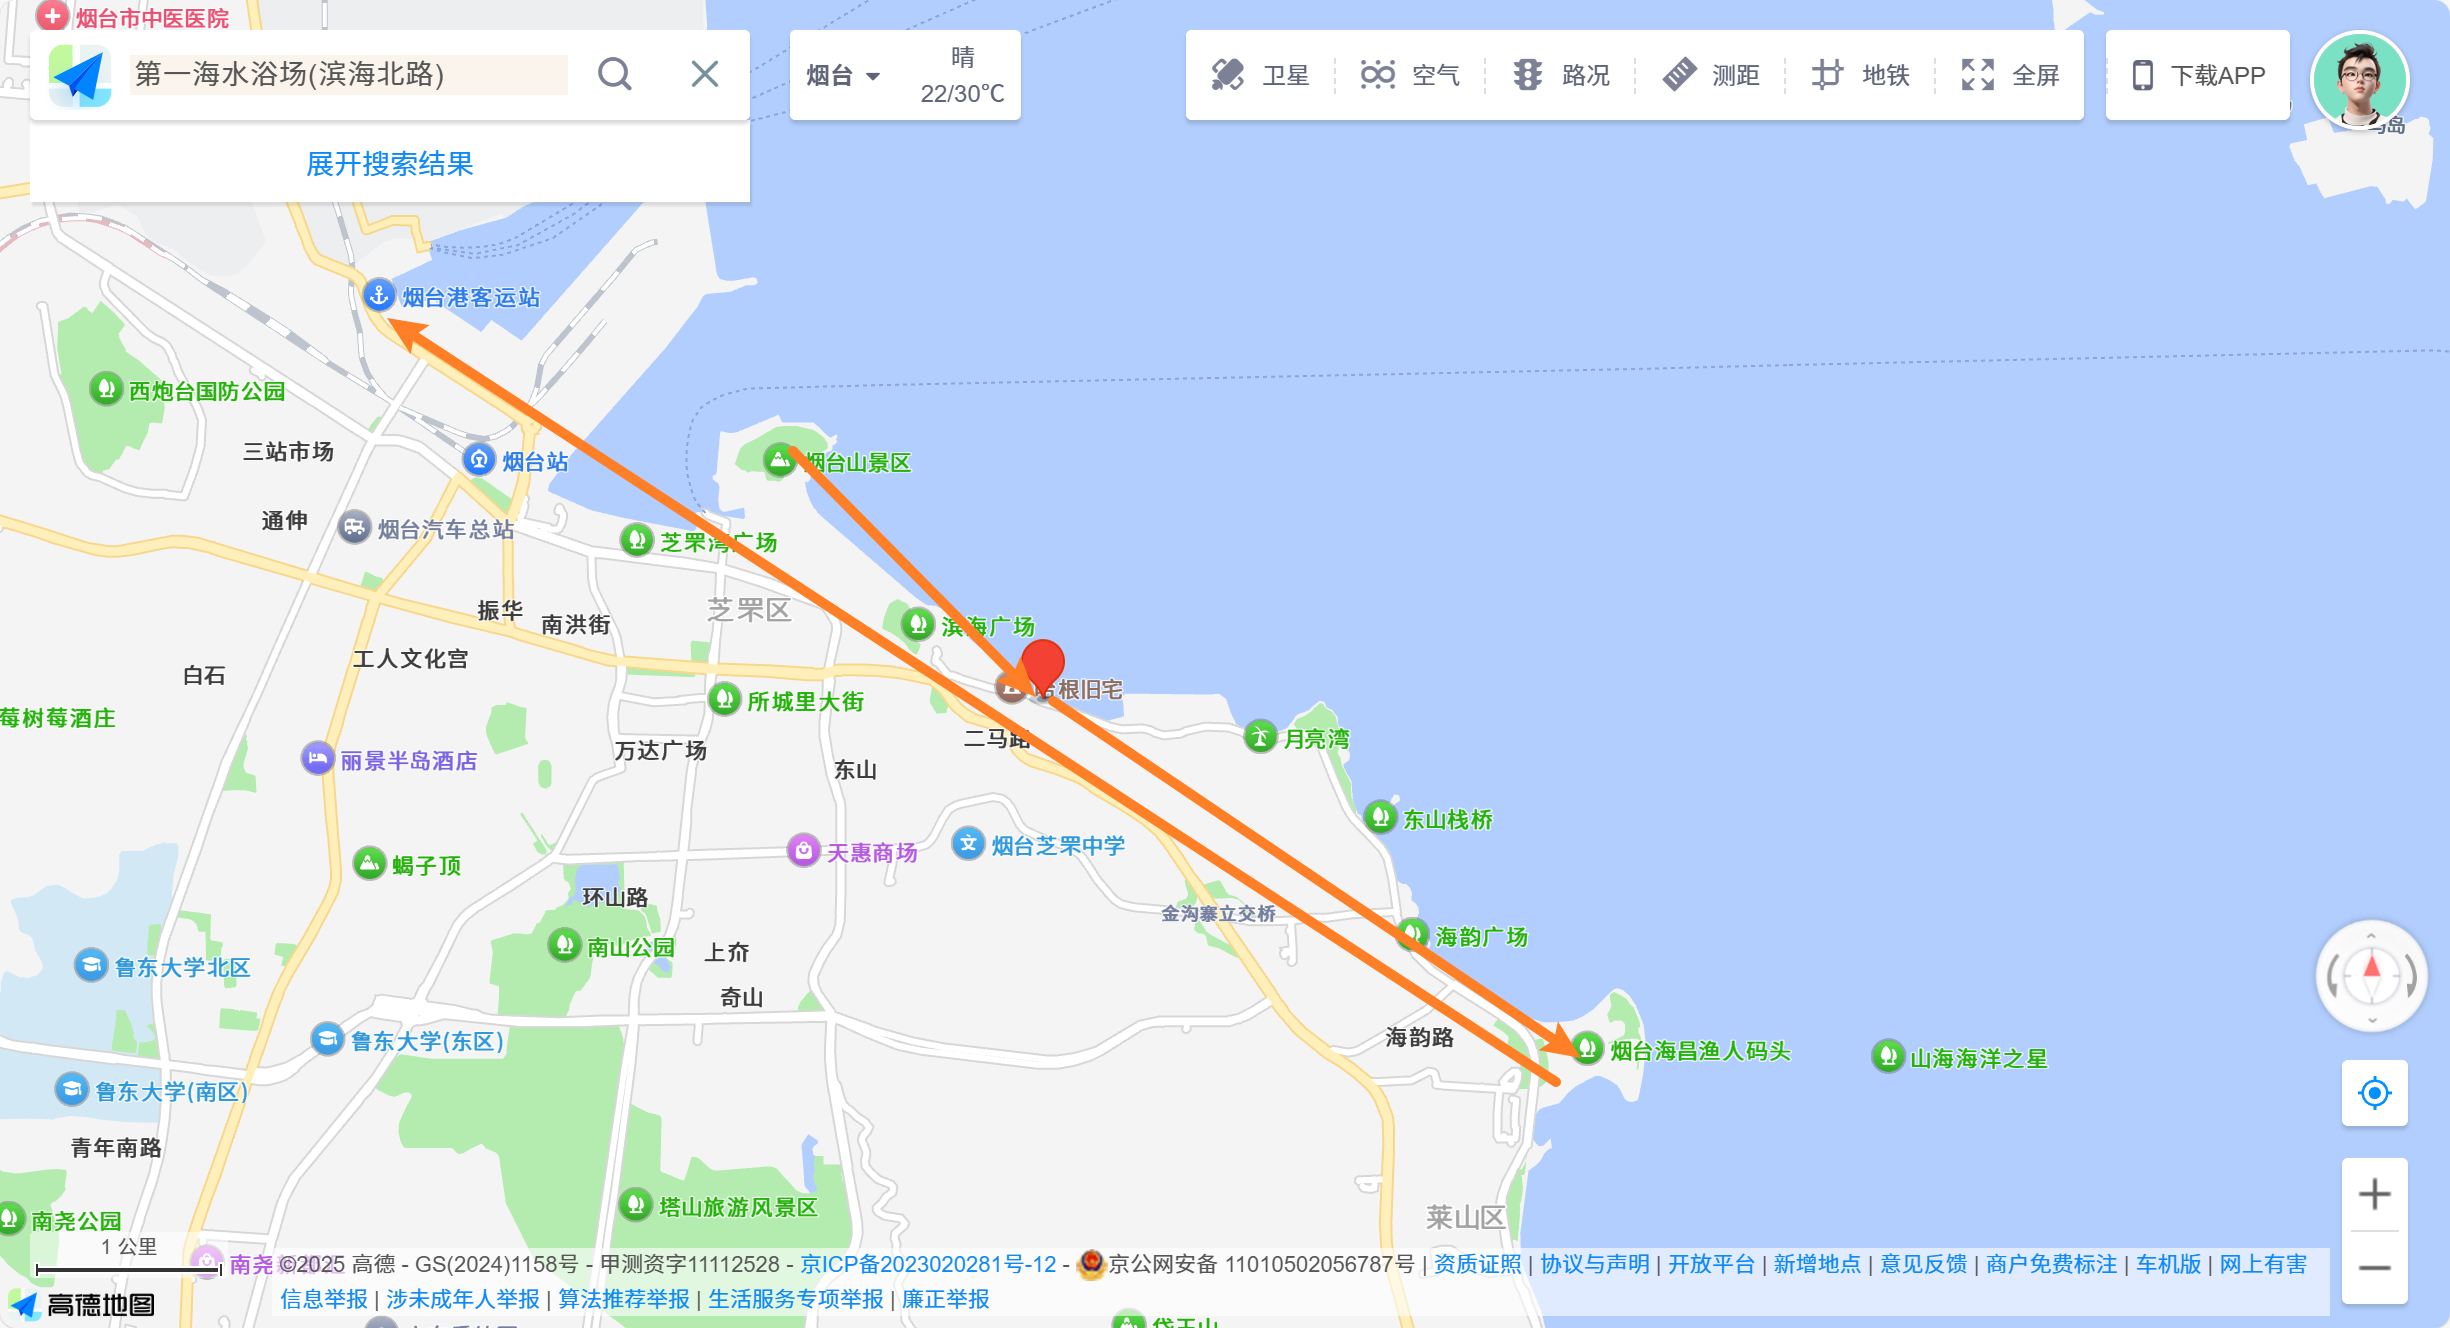 烟台市中医医院
第一海水浴场(滨海北路)
展开搜索结果
烟台
晴
22/30℃
卫星
空气
路况
测距
地铁
全屏
下载APP
岛
烟台港客运站
西炮台国防公园
三站市场
烟台站
烟台山景区
通伸
烟台汽车总站
芝罘湾广场
振华
南洪街
芝罘区
滨海广场
工人文化宫
白石
根旧宅
所城里大街
莓树莓酒庄
二马路
月亮湾
丽景半岛酒店
万达广场
东山
东山栈桥
天惠商场
烟台芝罘中学
蝎子顶
环山路
金沟寨立交桥
海韵广场
南山公园
上夼
鲁东大学北区
奇山
鲁东大学(东区)
海韵路
烟台海昌渔人码头
山海海洋之星
鲁东大学(南区)
青年南路
塔山旅游风景区
南尧公园
莱山区
1 公里
南尧
©2025 高德 - GS(2024)1158号 - 甲测资字11112528 - 京ICP备2023020281号-12 - 京公网安备 11010502056787号 | 资质证照 | 协议与声明 | 开放平台 | 新增地点 | 意见反馈 | 商户免费标注 | 车机版 | 网上有害
信息举报 | 涉未成年人举报 | 算法推荐举报 | 生活服务专项举报 | 廉正举报
高德地图
岱王山